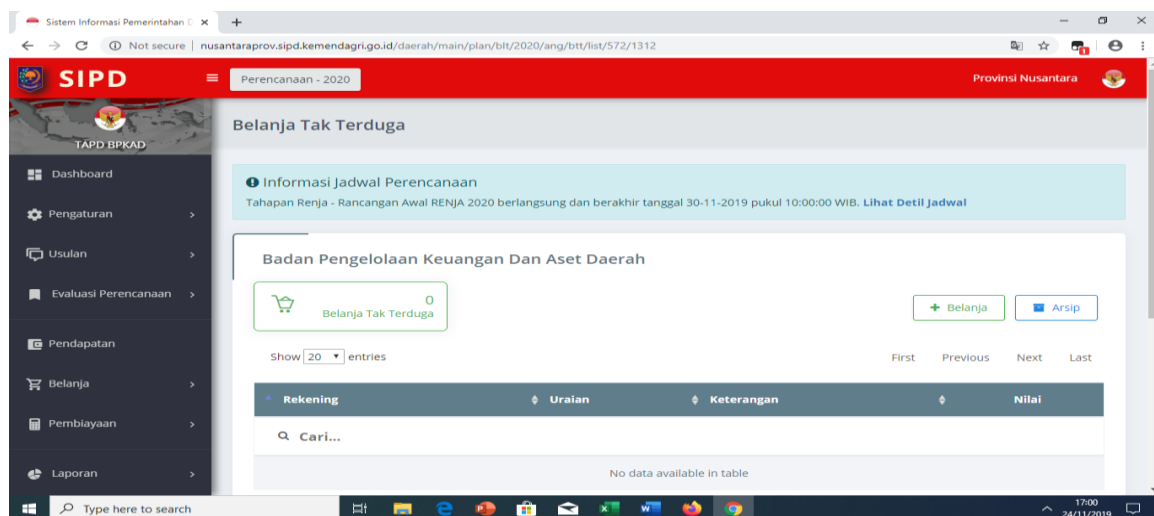 Sistem Informasi Pemerintahan D
Not secure | nusantaraprov.sipd.kemendagri.go.id/daerah/main/plan/blt/2020/ang/btt/list/572/1312
1
SIPD
Perencanaan - 2020
Provinsi Nusantara
TAPD BPKAD
Dashboard
Pengaturan
Usulan
Evaluasi Perencanaan
Pendapatan
Belanja
Pembiayaan
Laporan
Belanja Tak Terduga
Informasi Jadwal Perencanaan
Tahapan Renja - Rancangan Awal RENJA 2020 berlangsung dan berakhir tanggal 30-11-2019 pukul 10:00:00 WIB. Lihat Detil Jadwal
Badan Pengelolaan Keuangan Dan Aset Daerah
0
Belanja Tak Terduga
+ Belanja
Arsip
Show 20 entries
First Previous Next Last
Rekening Uraian Keterangan Nilai
Cari...
No data available in table
Type here to search
17:00
24/11/2019